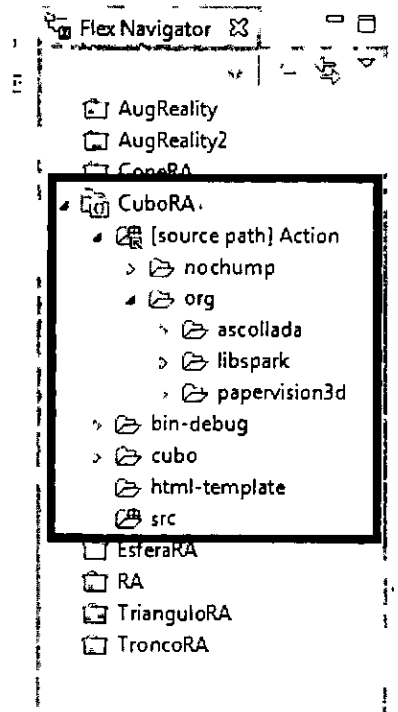 Flex Navigator
AugReality
AugReality2
ConeRA
CuboRA
[source path] Action
nochump
org
ascollada
libspark
papervision3d
bin-debug
cubo
html-template
src
EsferaRA
RA
TrianguloRA
TroncoRA